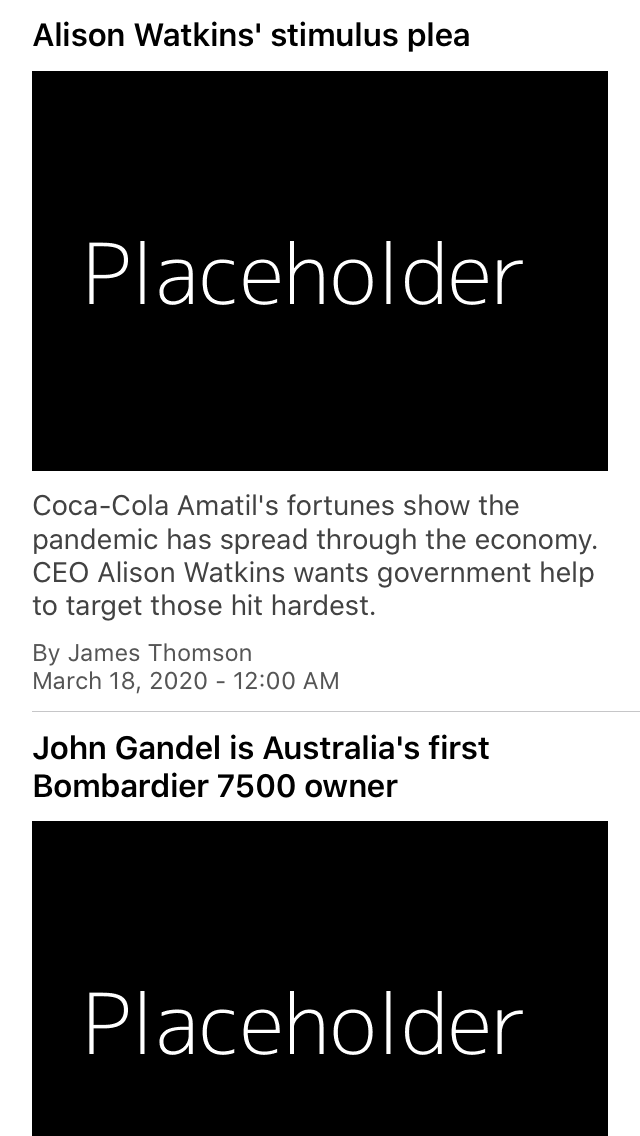 Alison Watkins' stimulus plea
Placeholder
Coca-Cola Amatil's fortunes show the
pandemic has spread through the economy.
CEO Alison Watkins wants government help
to target those hit hardest.
By James Thomson
March 18, 2020 - 12:00 AM
John Gandel is Australia's first
Bombardier 7500 owner
Placeholder